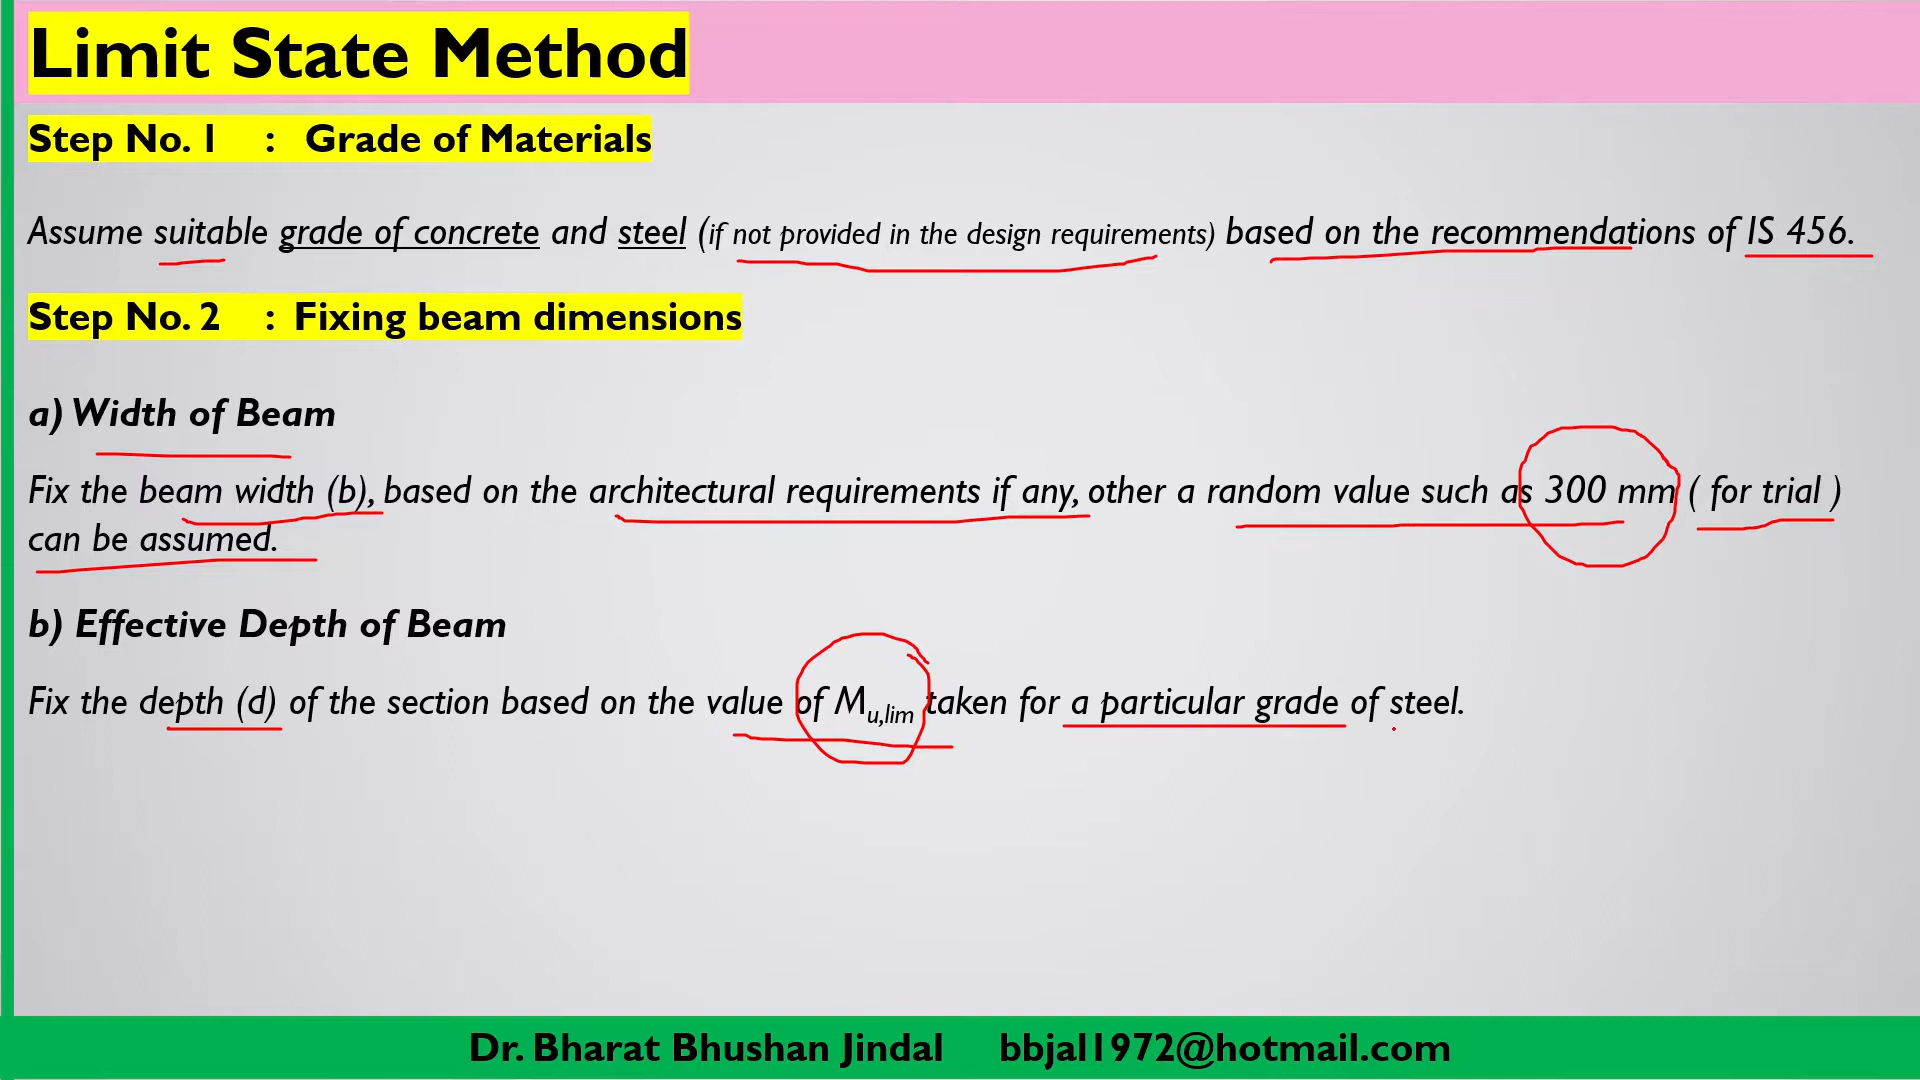 Limit State Method
Step No. 1 : Grade of Materials
Assume suitable grade of concrete and steel (if not provided in the design requirements) based on the recommendations of IS 456.
Step No. 2 : Fixing beam dimensions
a) Width of Beam
Fix the beam width (b), based on the architectural requirements if any, other a random value such as 300 mm ( for trial )
can be assumed.
b) Effective Depth of Beam
Fix the depth (d) of the section based on the value of Mu,lim taken for a particular grade of steel.
Dr. Bharat Bhushan Jindal bbjal1972@hotmail.com